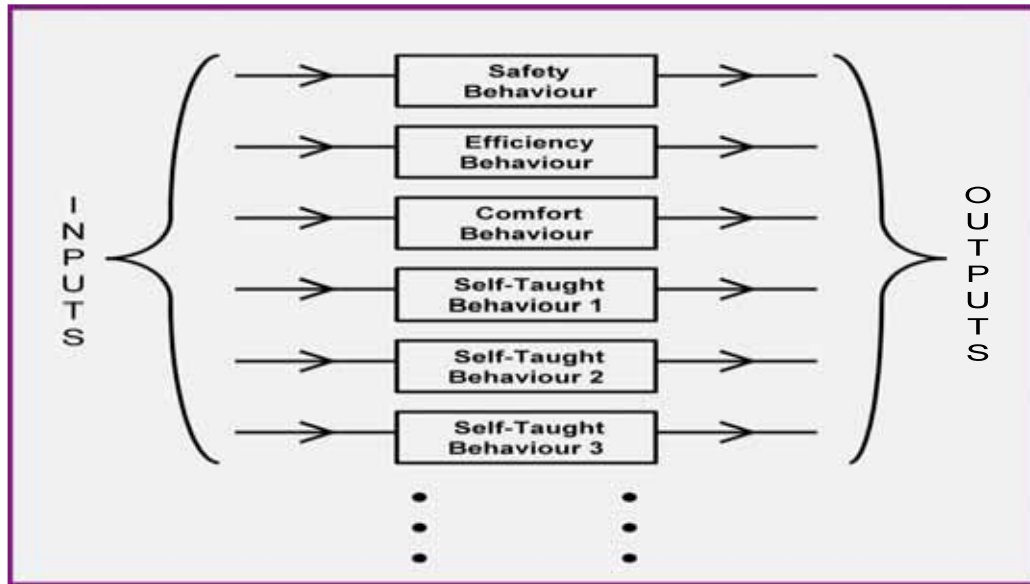 INPUTS
Safety
Behaviour
Efficiency
Behaviour
Comfort
Behaviour
Self-Taught
Behaviour 1
Self-Taught
Behaviour 2
Self-Taught
Behaviour 3
OUTPUTS